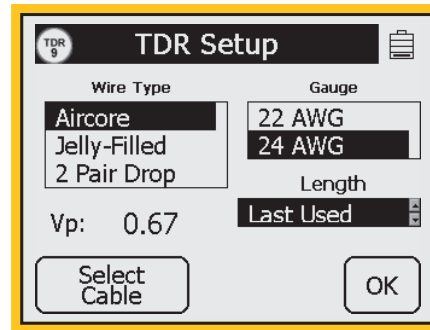 TDR
9
TDR Setup
Wire Type
Aircore
Jelly-Filled
2 Pair Drop
Gauge
22 AWG
24 AWG
Length
Last Used
Vp: 0.67
Select
Cable
OK